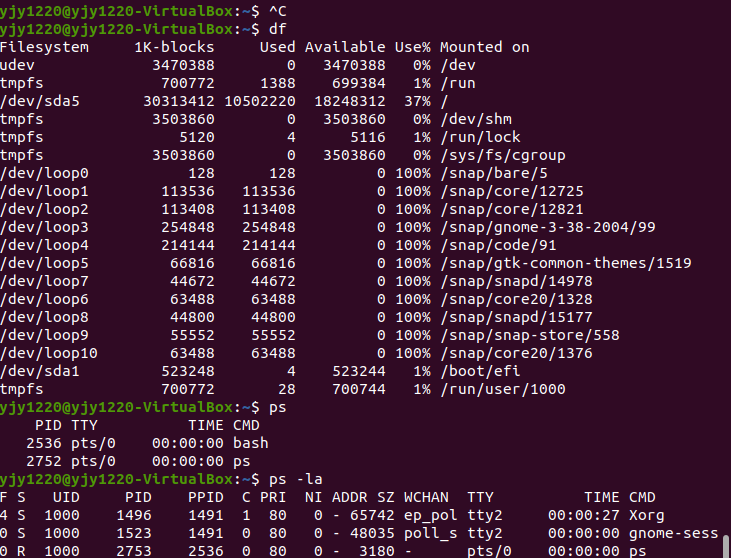 yjy1220@yjy1220-VirtualBox:~$ ^C
yjy1220@yjy1220-VirtualBox:~$ df
Filesystem     1K-blocks     Used Available Use% Mounted on
udev             3470388        0   3470388   0% /dev
tmpfs             700772     1388    699384   1% /run
/dev/sda5       30313412 10502220  18248312  37% /
tmpfs            3503860        0   3503860   0% /dev/shm
tmpfs               5120        4      5116   1% /run/lock
tmpfs            3503860        0   3503860   0% /sys/fs/cgroup
/dev/loop0           128      128         0 100% /snap/bare/5
/dev/loop1        113536   113536         0 100% /snap/core/12725
/dev/loop2        113408   113408         0 100% /snap/core/12821
/dev/loop3        254848   254848         0 100% /snap/gnome-3-38-2004/99
/dev/loop4        214144   214144         0 100% /snap/code/91
/dev/loop5         66816    66816         0 100% /snap/gtk-common-themes/1519
/dev/loop7         44672    44672         0 100% /snap/snapd/14978
/dev/loop6         63488    63488         0 100% /snap/core20/1328
/dev/loop8         44800    44800         0 100% /snap/snapd/15177
/dev/loop9         55552    55552         0 100% /snap/snap-store/558
/dev/loop10        63488    63488         0 100% /snap/core20/1376
/dev/sda1         523248        4    523244   1% /boot/efi
tmpfs             700772       28    700744   1% /run/user/1000
yjy1220@yjy1220-VirtualBox:~$ ps
    PID TTY          TIME CMD
   2536 pts/0    00:00:00 bash
   2752 pts/0    00:00:00 ps
yjy1220@yjy1220-VirtualBox:~$ ps -la
F S   UID     PID    PPID  C PRI  NI ADDR SZ WCHAN  TTY          TIME CMD
4 S  1000    1496    1491  1  80   0 - 65742 ep_pol tty2     00:00:27 Xorg
0 S  1000    1523    1491  0  80   0 - 48035 poll_s tty2     00:00:00 gnome-sess
0 R  1000    2753    2536  0  80   0 -  3180 -      pts/0    00:00:00 ps